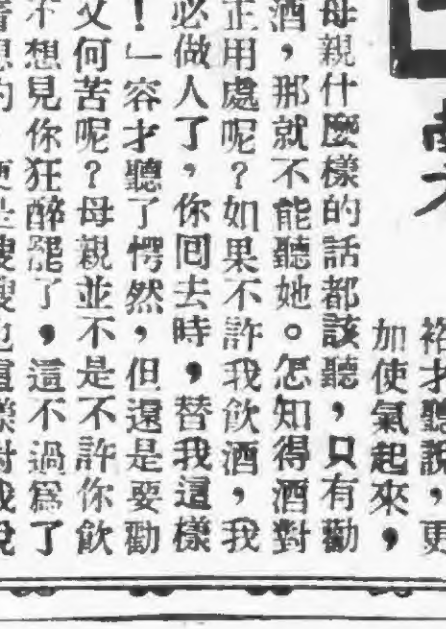 裕才聽說，更
加使氣起來，
母親什麼樣的話都該聽，只有勸
酒，那就不能聽她。怎知得酒對
正用處呢？如果不許我飲酒，我
必做人了，你囘去時，替我這樣
！」容才聽了愕然，但還是要勸
又何苦呢？母親並不是不許你飲
不想見你狂醉罷了，這不過爲了